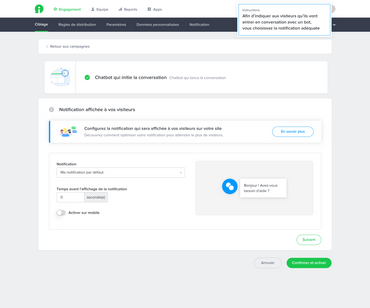 Engagement
Equipe
Reports
Apps
Instructions
Afin d'indiquer aux visiteurs qu'ils vont
entrer en conversation avec un bot,
vous choisissez la notification adéquate
Ciblage
Règles de distribution
Paramètres
Données personnalisées
Notification
Retour aux campagnes
Chatbot qui initie la conversation
Chatbot qui lance la conversation
Notification affichée à vos visiteurs
Configurez la notification qui sera affichée à vos visiteurs sur votre site
Découvrez comment optimiser votre notification pour atteindre le plus de visiteurs.
En savoir plus
Notification
Ma notification par défaut
Temps avant l'affichage de la notification
0
seconde(s)
Activer sur mobile
Bonjour ! Avez-vous
besoin d'aide ?
Suivant
Annuler
Confirmer et activer